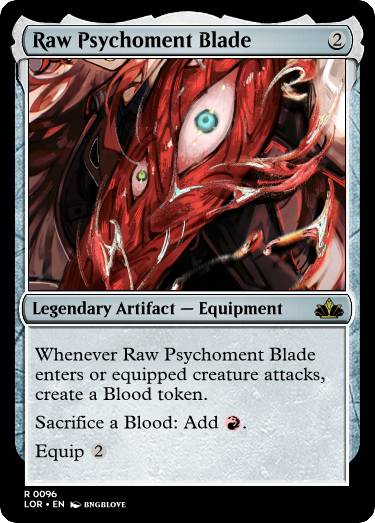 Raw Psychoment Blade 2
Legendary Artifact — Equipment
Whenever Raw Psychoment Blade
enters or equipped creature attacks,
create a Blood token.
Sacrifice a Blood: Add .
Equip 2
R 0096
LOR • EN BNGBLOVE